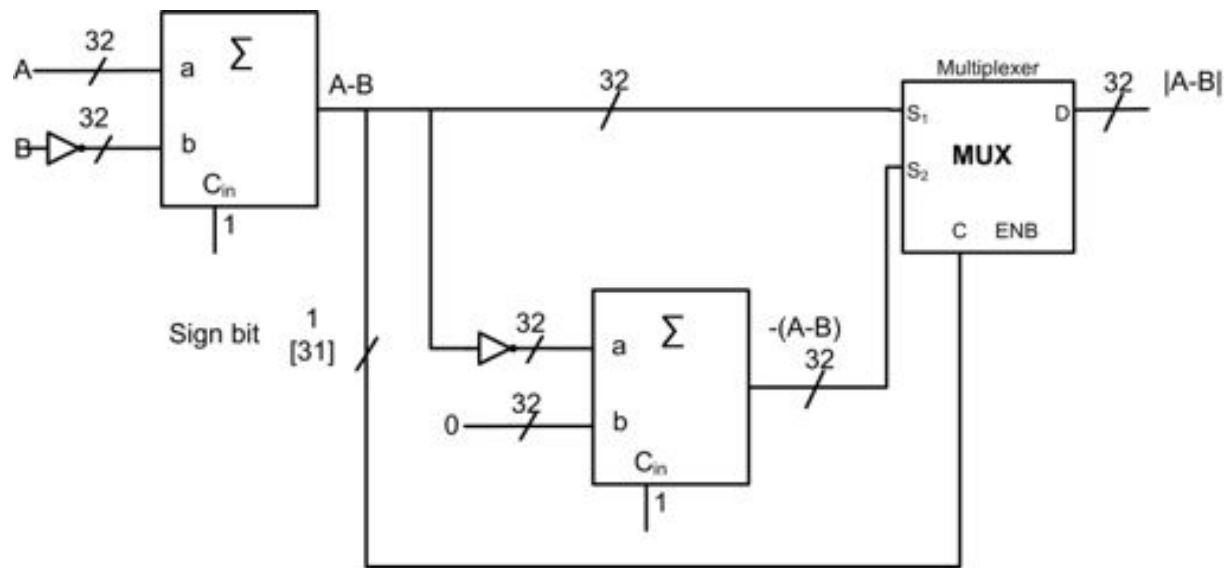 32
Σ
A
a
A-B
32
B
b
C_in
1
32
Multiplexer
S₁
D
32
|A-B|
S₂
MUX
C ENB
Sign bit
1
[31]
32
a
Σ
-(A-B)
32
0
32
b
C_in
1